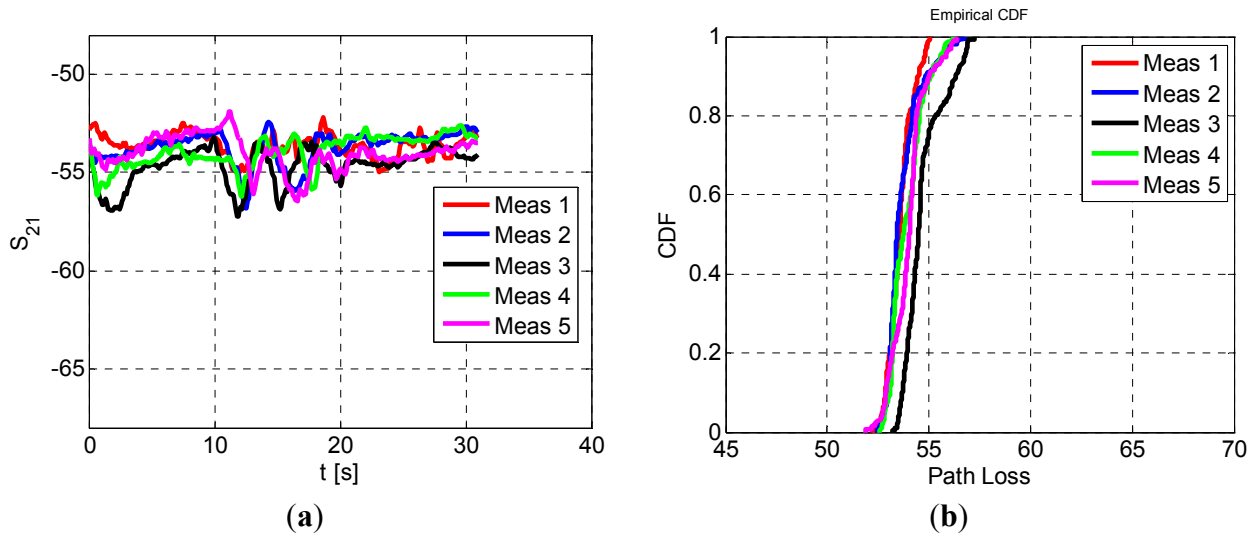 -50
-55
-60
-65
S21
0 10 20 30 40
t [s]
Meas 1
Meas 2
Meas 3
Meas 4
Meas 5
(a)
Empirical CDF
1
0.8
0.6
0.4
0.2
0
CDF
45 50 55 60 65 70
Path Loss
Meas 1
Meas 2
Meas 3
Meas 4
Meas 5
(b)